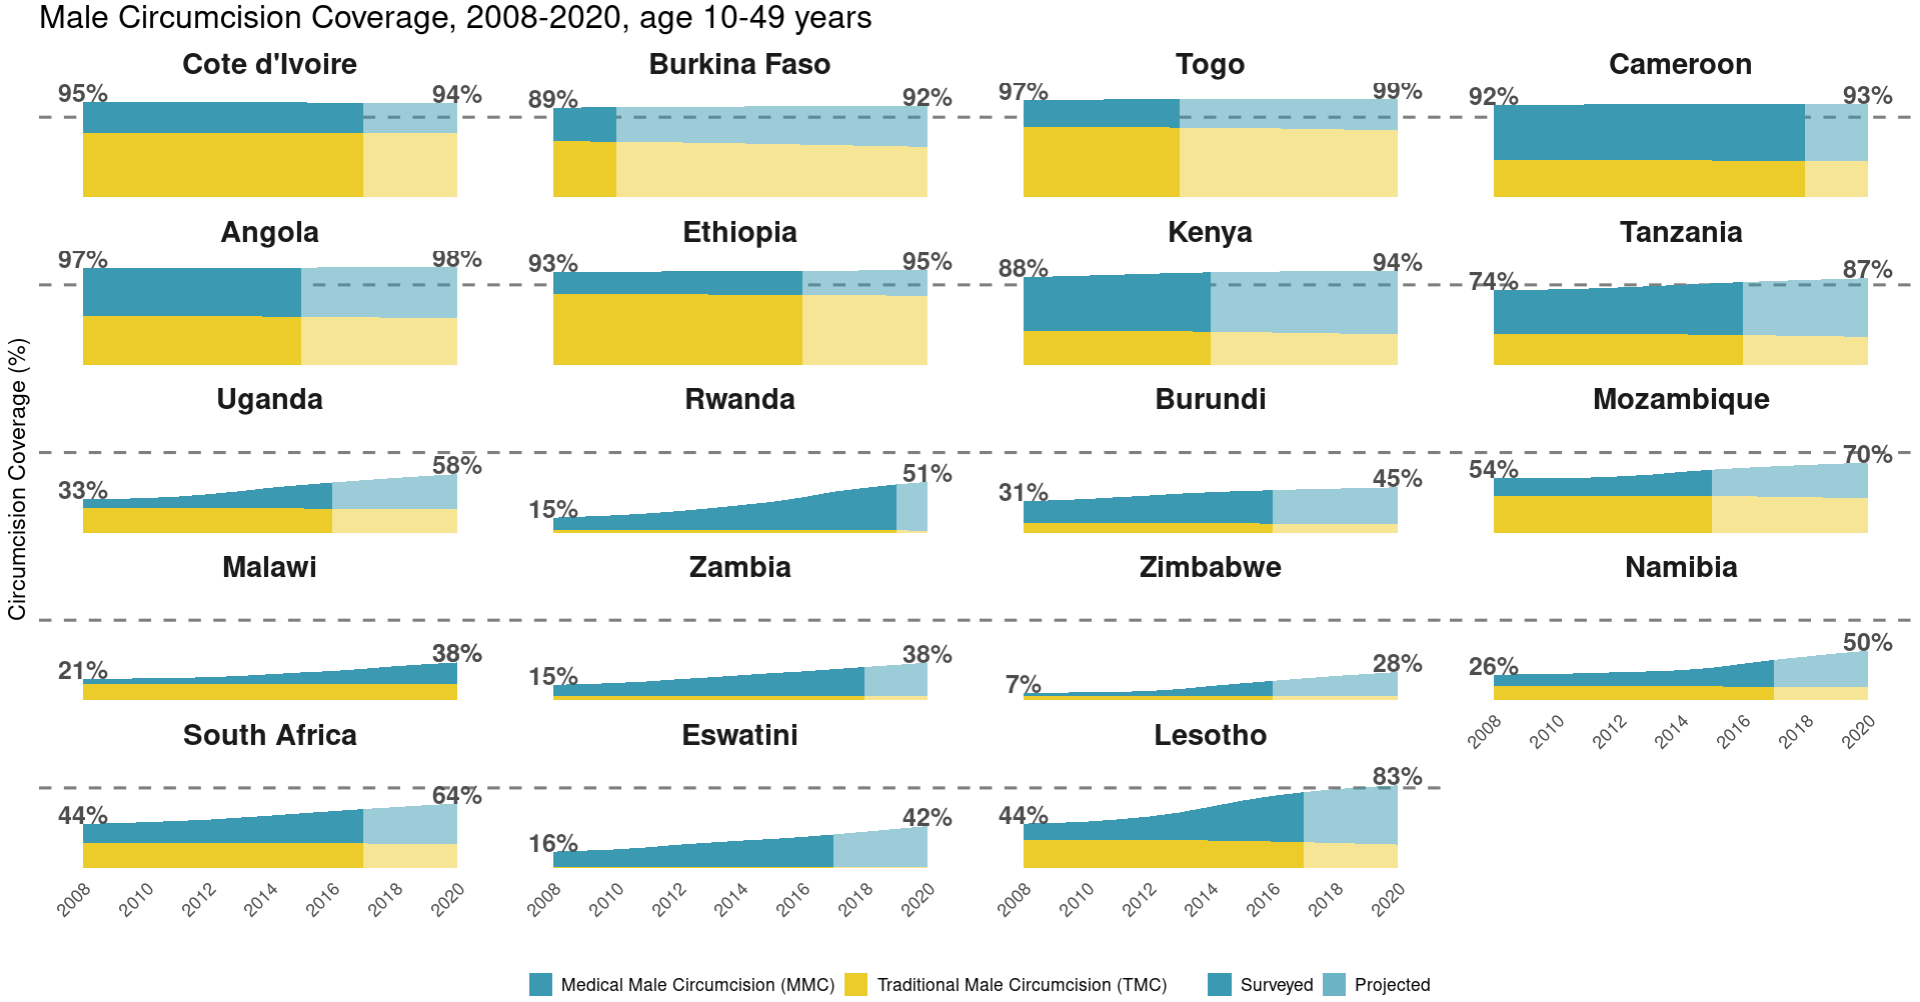 Male Circumcision Coverage, 2008-2020, age 10-49 years
Circumcision Coverage (%)
Cote d'Ivoire
95%
94%
Burkina Faso
89%
92%
Togo
97%
99%
Cameroon
92%
93%
Angola
97%
98%
Ethiopia
93%
95%
Kenya
88%
94%
Tanzania
74%
87%
Uganda
33%
58%
Rwanda
15%
51%
Burundi
31%
45%
Mozambique
54%
70%
Malawi
21%
38%
Zambia
15%
38%
Zimbabwe
7%
28%
Namibia
26%
50%
2008 2010 2012 2014 2016 2018 2020
South Africa
44%
64%
2008 2010 2012 2014 2016 2018 2020
Eswatini
16%
42%
2008 2010 2012 2014 2016 2018 2020
Lesotho
44%
83%
2008 2010 2012 2014 2016 2018 2020
Medical Male Circumcision (MMC) Traditional Male Circumcision (TMC) Surveyed Projected